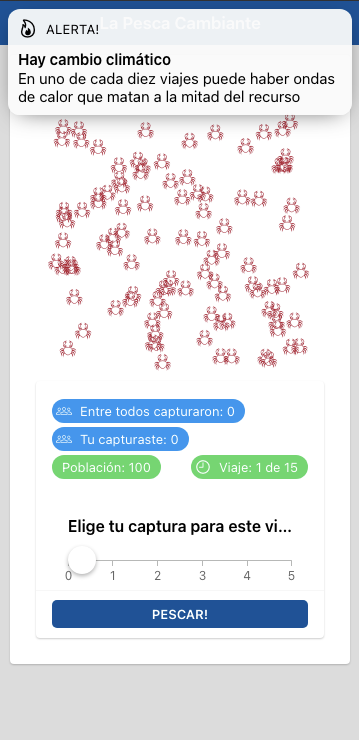 La Pesca Cambiante
ALERTA!
Hay cambio climático
En uno de cada diez viajes puede haber ondas
de calor que matan a la mitad del recurso
Entre todos capturaron: 0
Tu capturaste: 0
Población: 100
Viaje: 1 de 15
Elige tu captura para este vi...
0 1 2 3 4 5
PESCAR!